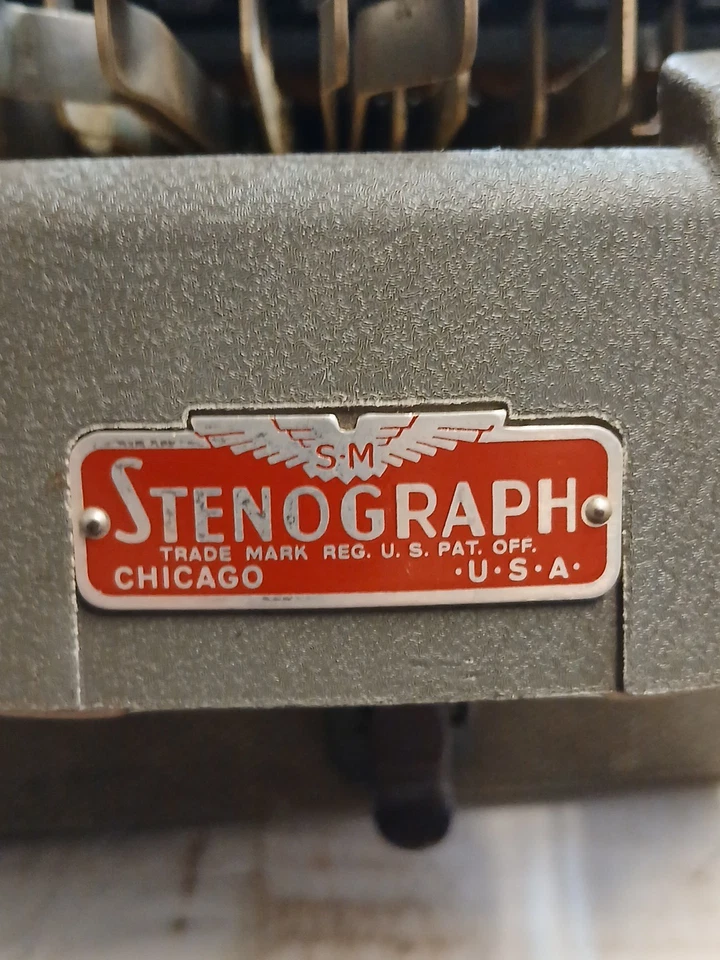 S·M
STENOGRAPH
TRADE MARK REG. U. S. PAT. OFF.
CHICAGO ·U·S·A·